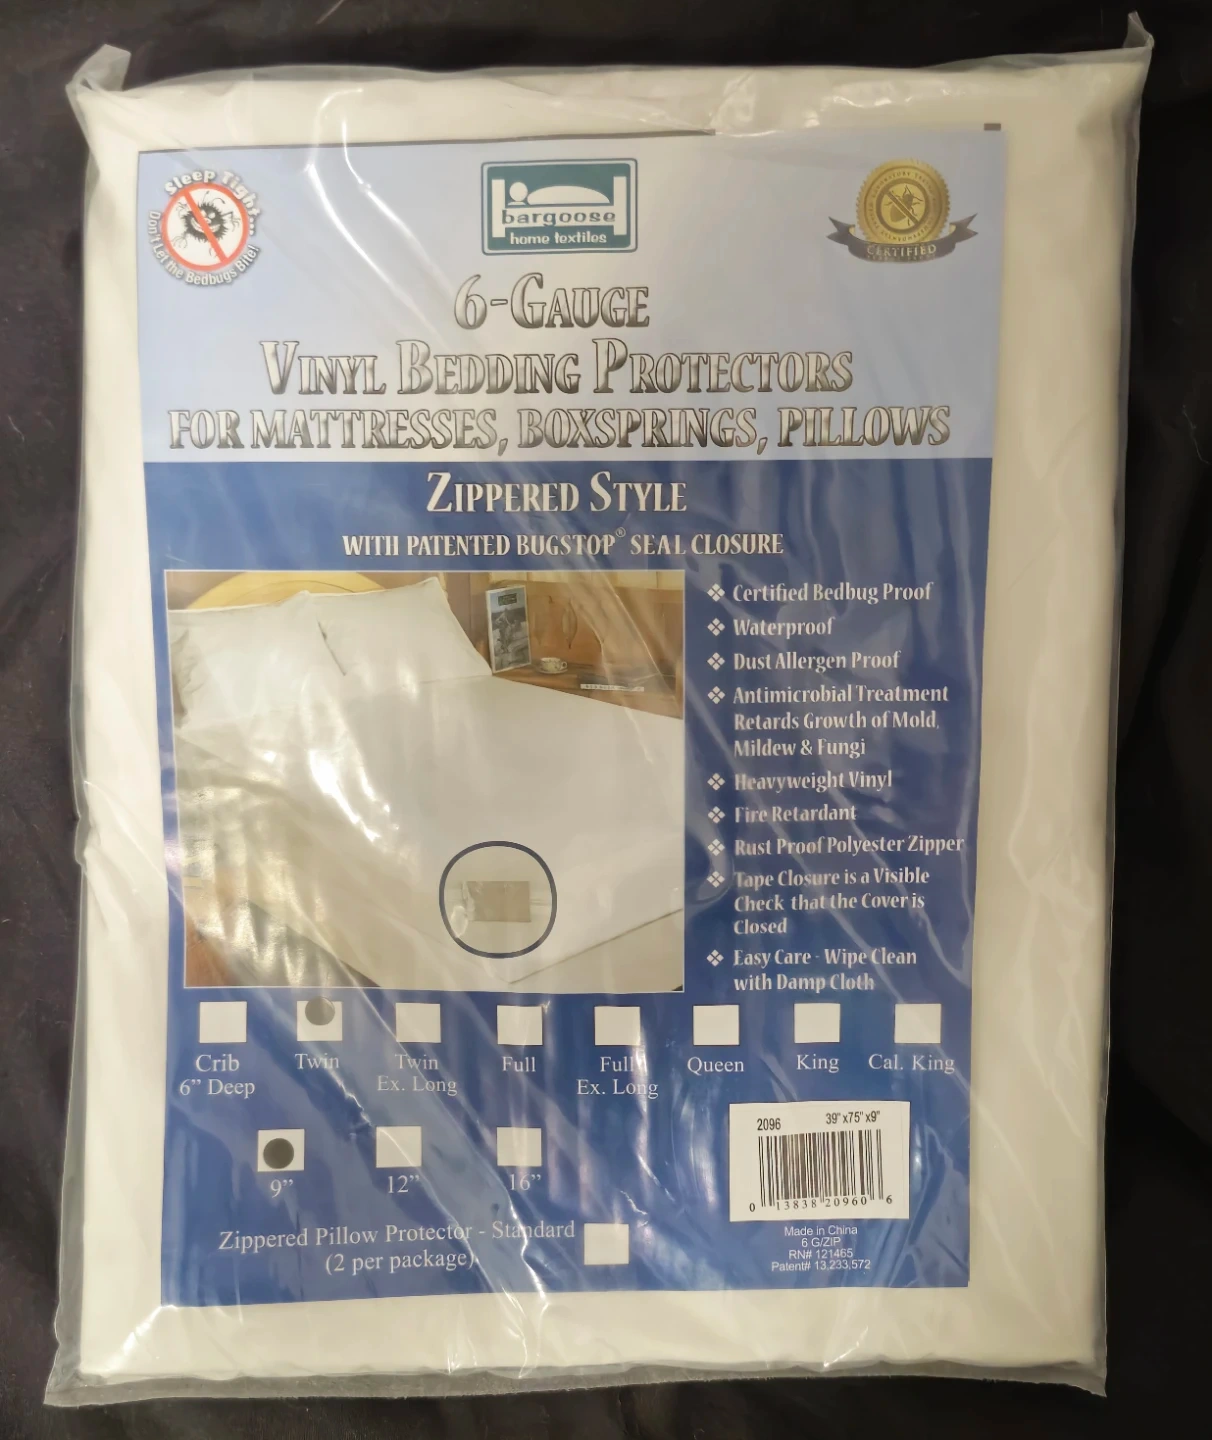 Sleep Tight...
Don't Let the Bedbugs Bite!
bargoose
home textiles
CERTIFIED
6-GAUGE
VINYL BEDDING PROTECTORS
FOR MATTRESSES, BOXSPRINGS, PILLOWS
ZIPPERED STYLE
WITH PATENTED BUGSTOP® SEAL CLOSURE
❖ Certified Bedbug Proof
❖ Waterproof
❖ Dust Allergen Proof
❖ Antimicrobial Treatment
Retards Growth of Mold,
Mildew & Fungi
❖ Heavyweight Vinyl
❖ Fire Retardant
❖ Rust Proof Polyester Zipper
❖ Tape Closure is a Visible
Check that the Cover is
Closed
❖ Easy Care - Wipe Clean
with Damp Cloth
Crib
6" Deep
Twin
Twin
Ex. Long
Full
Full
Ex. Long
Queen
King
Cal. King
9"
12"
16"
Zippered Pillow Protector - Standard
(2 per package)
2096 39"x75"x9"
0 13838 20960 6
Made in China
6 G/ZIP
RN# 121465
Patent# 13,233,572